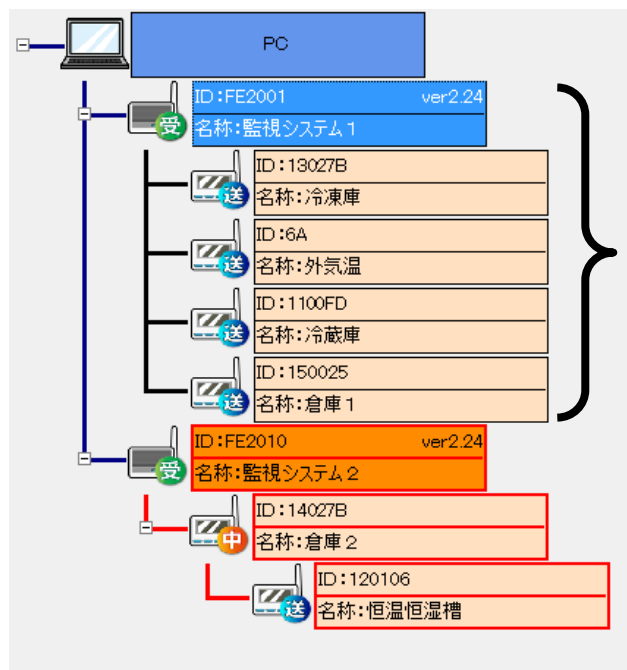 PC
ID:FE2001 ver2.24
受
名称:監視システム1
ID:13027B
送
名称:冷凍庫
ID:6A
送
名称:外気温
ID:1100FD
送
名称:冷蔵庫
ID:150025
送
名称:倉庫1
ID:FE2010 ver2.24
受
名称:監視システム2
ID:14027B
中
名称:倉庫2
ID:120106
送
名称:恒温恒湿槽